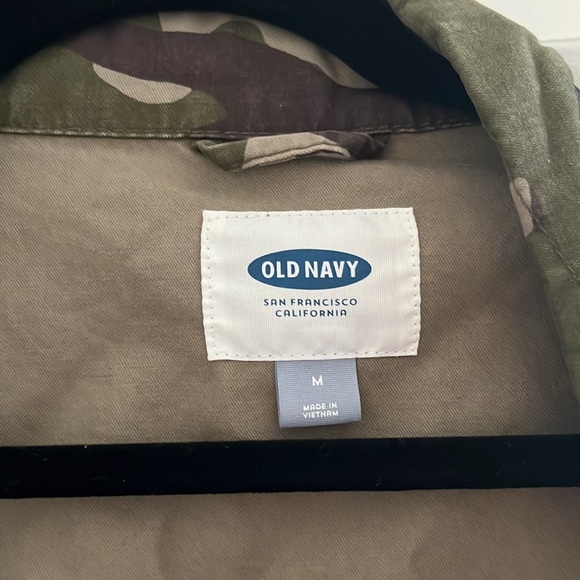 OLD NAVY
SAN FRANCISCO
CALIFORNIA
M
MADE IN
VIETNAM